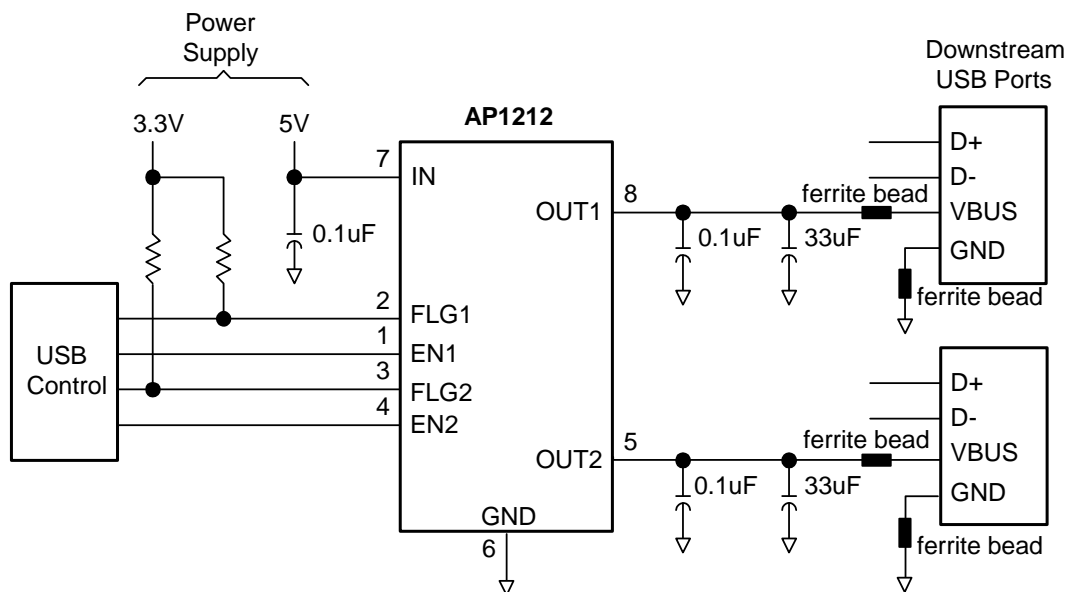 Power
Supply
3.3V
5V
AP1212
Downstream
USB Ports
7
IN
0.1uF
OUT1
8
0.1uF
33uF
ferrite bead
D+
D-
VBUS
GND
ferrite bead
USB
Control
2
FLG1
1
EN1
3
FLG2
4
EN2
OUT2
5
0.1uF
33uF
ferrite bead
D+
D-
VBUS
GND
ferrite bead
GND
6